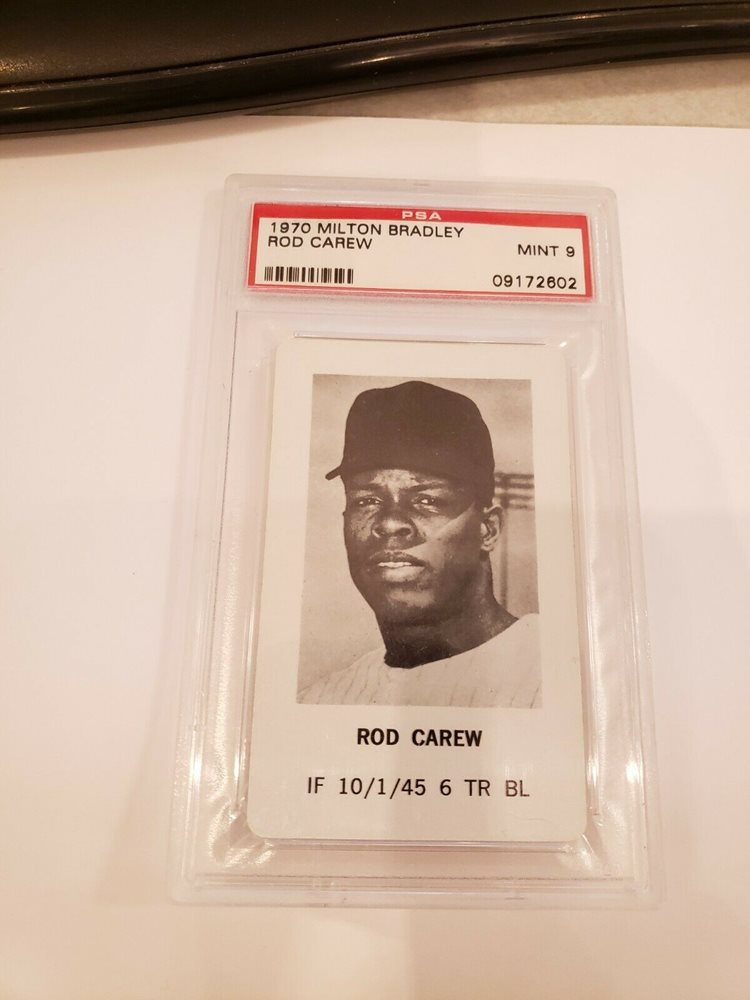 PSA
1970 MILTON BRADLEY
ROD CAREW
MINT 9
09172602
ROD CAREW
IF 10/1/45 6 TR BL